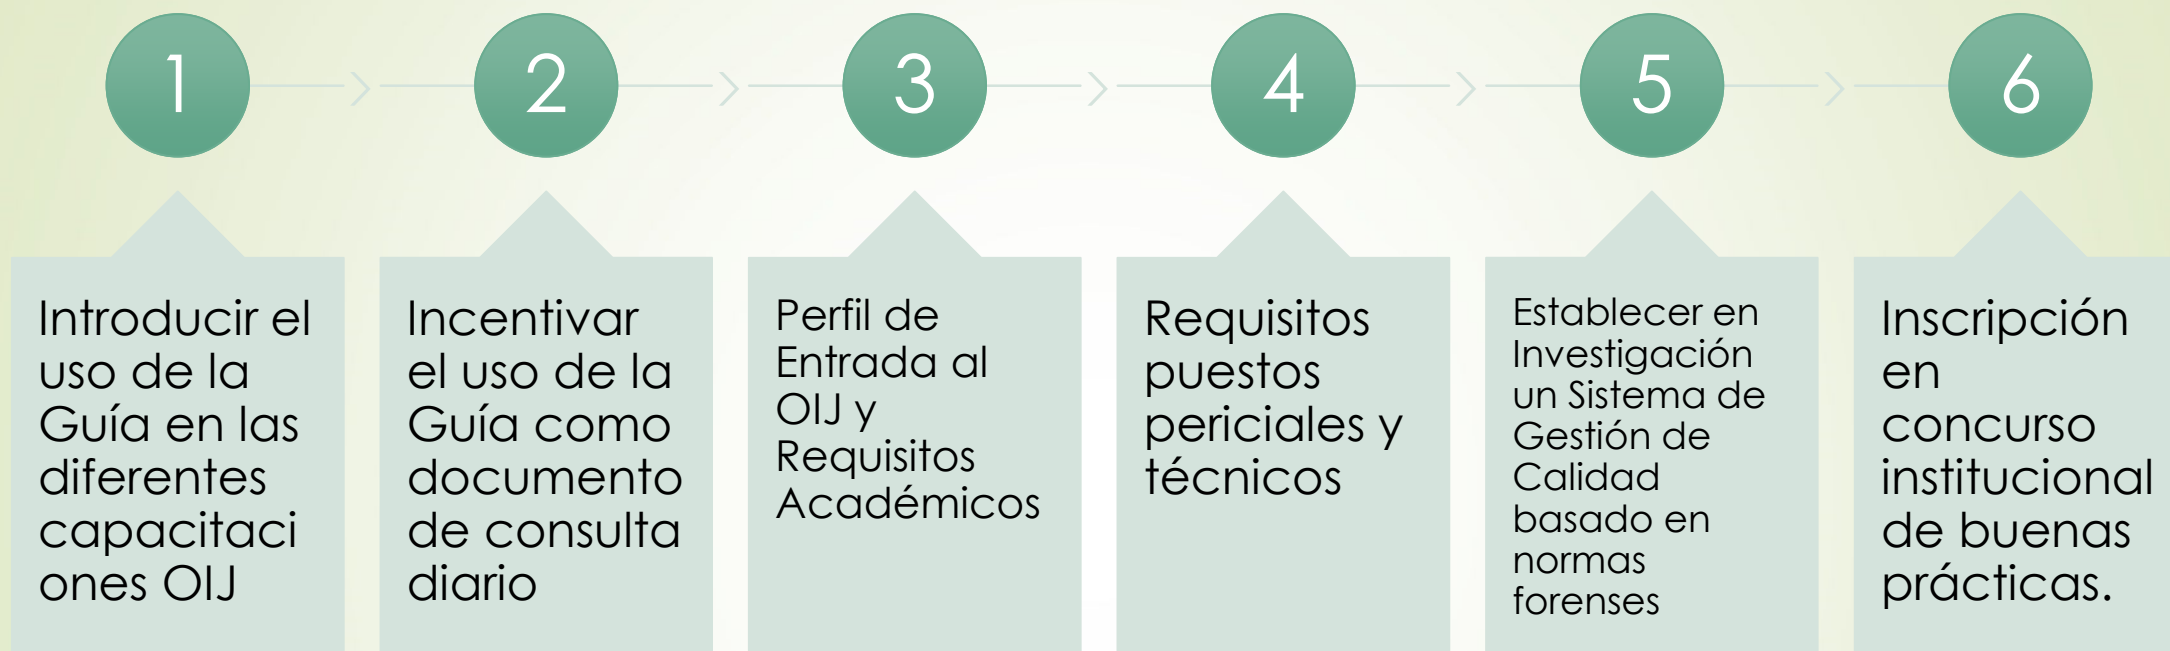 1
2
3
4
5
6
Introducir el
uso de la
Guía en las
diferentes
capacitaci
ones OIJ
Incentivar
el uso de la
Guía como
documento
de consulta
diario
Perfil de
Entrada al
OIJ y
Requisitos
Académicos
Requisitos
puestos
periciales y
técnicos
Establecer en
Investigación
un Sistema de
Gestión de
Calidad
basado en
normas
forenses
Inscripción
en
concurso
institucional
de buenas
prácticas.